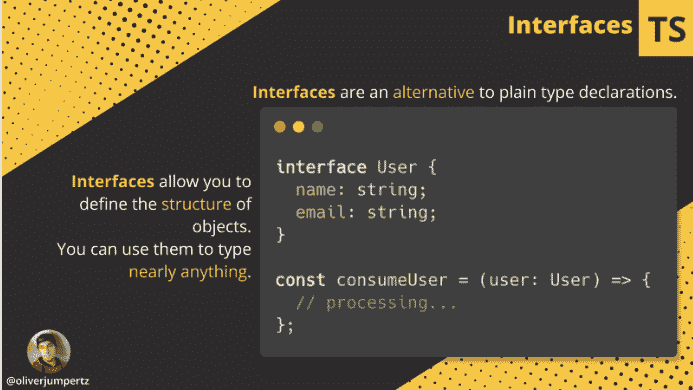 Interfaces
TS
Interfaces are an alternative to plain type declarations.
Interfaces allow you to
define the structure of
objects.
You can use them to type
nearly anything.
interface User {
  name: string;
  email: string;
}
const consumeUser = (user: User) => {
  // processing...
};
@oliverjumpertz